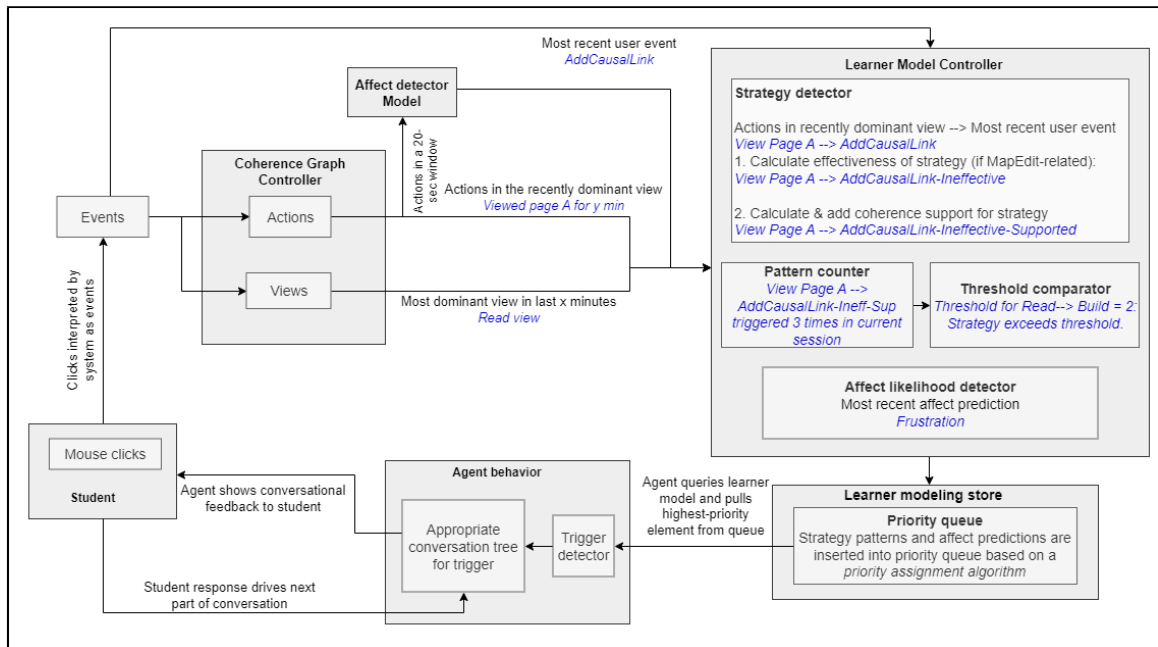 Most recent user event
AddCausalLink
Affect detector
Model
Actions in a 20-
sec window
Coherence Graph
Controller
Events
Actions
Views
Actions in the recently dominant view
Viewed page A for y min
Most dominant view in last x minutes
Read view
Clicks interpreted by
system as events
Learner Model Controller
Strategy detector
Actions in recently dominant view --> Most recent user event
View Page A --> AddCausalLink
1. Calculate effectiveness of strategy (if MapEdit-related):
View Page A --> AddCausalLink-Ineffective
2. Calculate & add coherence support for strategy
View Page A --> AddCausalLink-Ineffective-Supported
Pattern counter
View Page A -->
AddCausalLink-Ineff-Sup
triggered 3 times in current
session
Threshold comparator
Threshold for Read--> Build = 2:
Strategy exceeds threshold.
Affect likelihood detector
Most recent affect prediction
Frustration
Mouse clicks
Student
Agent shows conversational
feedback to student
Student response drives next
part of conversation
Agent behavior
Appropriate
conversation tree
for trigger
Trigger
detector
Agent queries learner
model and pulls
highest-priority
element from queue
Learner modeling store
Priority queue
Strategy patterns and affect predictions are
inserted into priority queue based on a
priority assignment algorithm